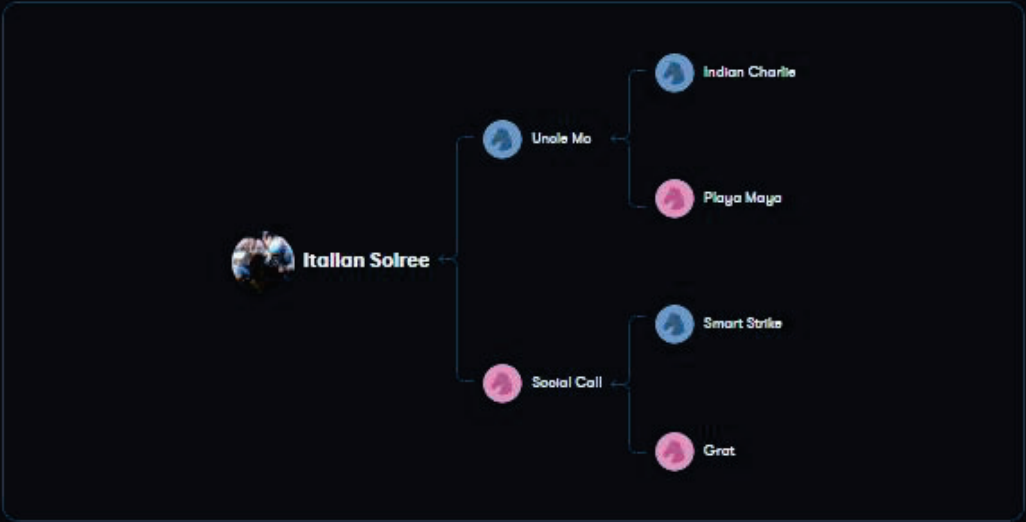 Indian Charlie
Uncle Mo
Playa Maya
Italian Soiree
Smart Strike
Social Call
Grat